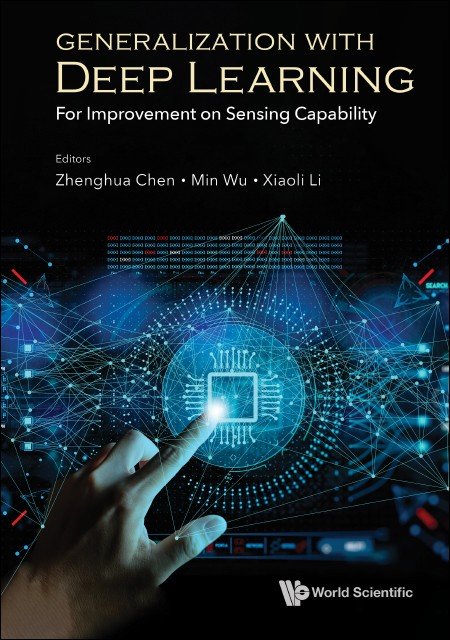 GENERALIZATION WITH
DEEP LEARNING
For Improvement on Sensing Capability
Editors
Zhenghua Chen • Min Wu • Xiaoli Li
SEARCH
World Scientific